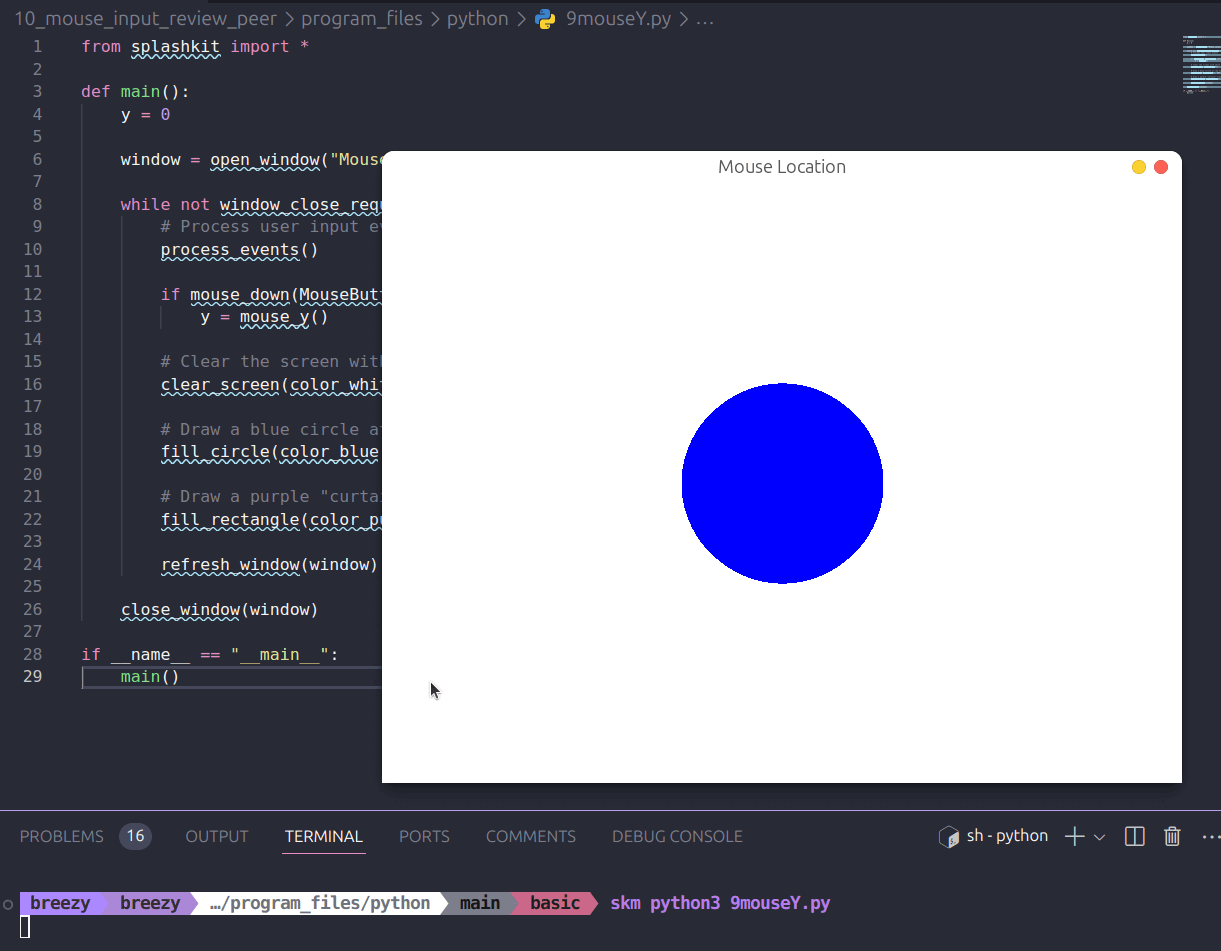 10_mouse_input_review_peer > program_files > python > 9mouseY.py > ...
1 from splashkit import *
2
3 def main():
4 y = 0
5
6 window = open_window("Mouse
7
8 while not window_close_requ
9 # Process user input ev
10 process_events()
11
12 if mouse_down(MouseButt
13 y = mouse_y()
14
15 # Clear the screen with
16 clear_screen(color_whit
17
18 # Draw a blue circle at
19 fill_circle(color_blue
20
21 # Draw a purple "curtai
22 fill_rectangle(color_pu
23
24 refresh_window(window)
25
26 close_window(window)
27
28 if __name__ == "__main__":
29 main()
Mouse Location
PROBLEMS 16 OUTPUT TERMINAL PORTS COMMENTS DEBUG CONSOLE sh - python
breezy breezy …/program_files/python main basic skm python3 9mouseY.py